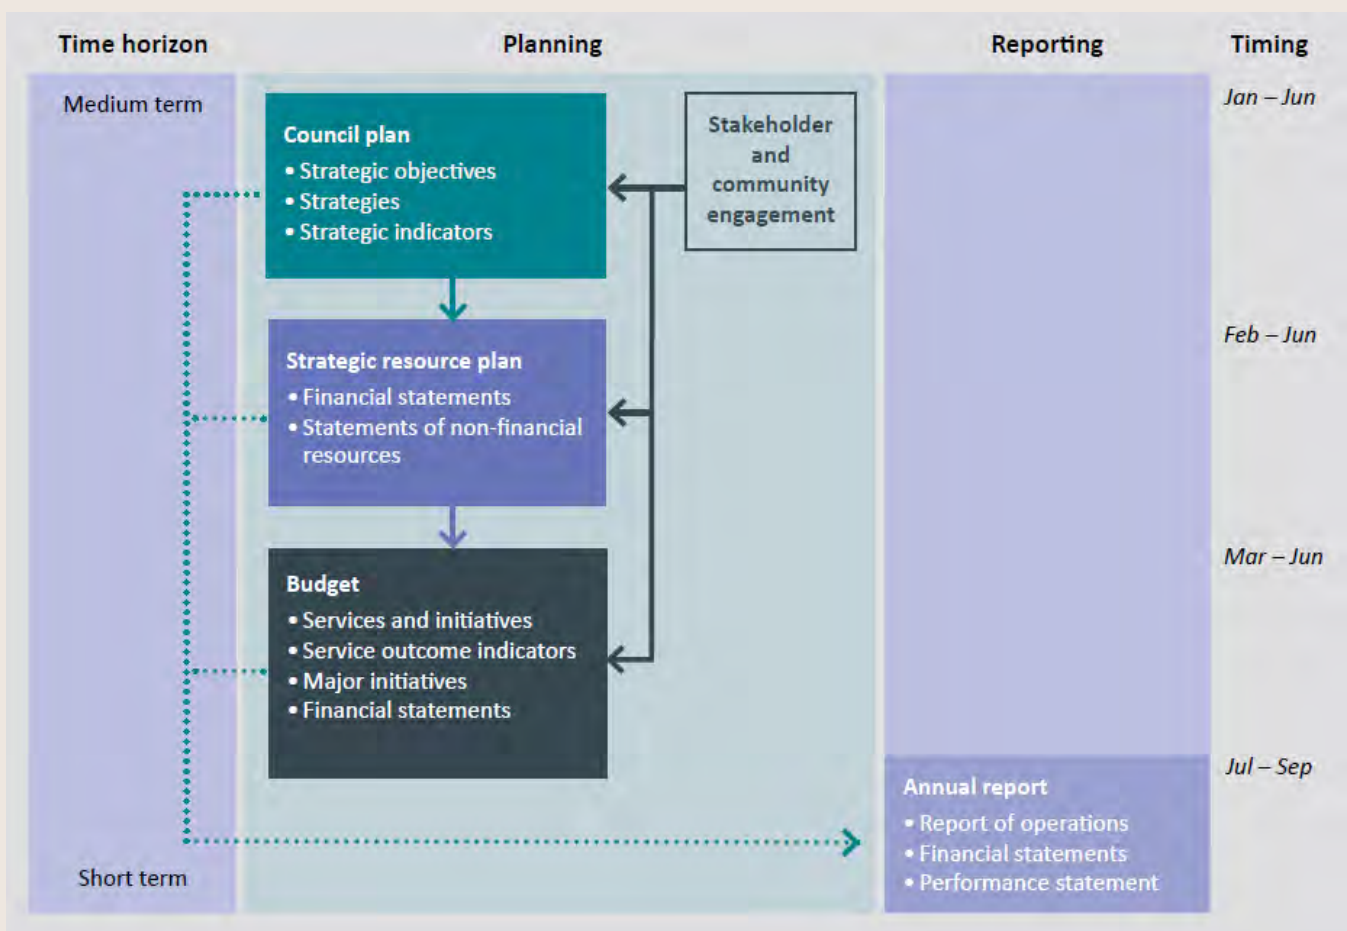 Time horizon
Planning
Reporting
Timing
Medium term
Jan – Jun
Council plan
• Strategic objectives
• Strategies
• Strategic indicators
Stakeholder
and
community
engagement
Feb – Jun
Strategic resource plan
• Financial statements
• Statements of non-financial
resources
Mar – Jun
Budget
• Services and initiatives
• Service outcome indicators
• Major initiatives
• Financial statements
Jul – Sep
Annual report
• Report of operations
• Financial statements
• Performance statement
Short term